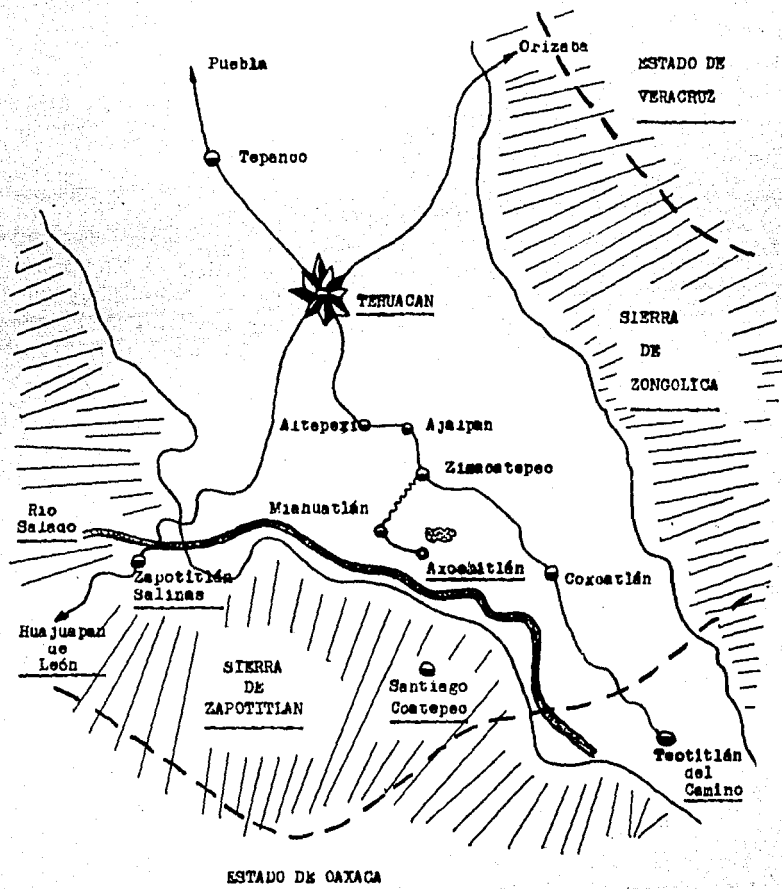 Orizaba
Puebla
ESTADO DE
VERACRUZ
Tepanco
TEHUACAN
SIERRA
DE
ZONGOLICA
Altepexi
Ajalpan
Zinacatepec
Miahuatlán
Rio
Salado
Axochitlán
Coxcatlán
Zapotitlán
Salinas
Huajuapan
de
León
SIERRA
DE
ZAPOTITLAN
Santiago
Coatepec
Teotitlán
del
Camino
ESTADO DE OAXACA